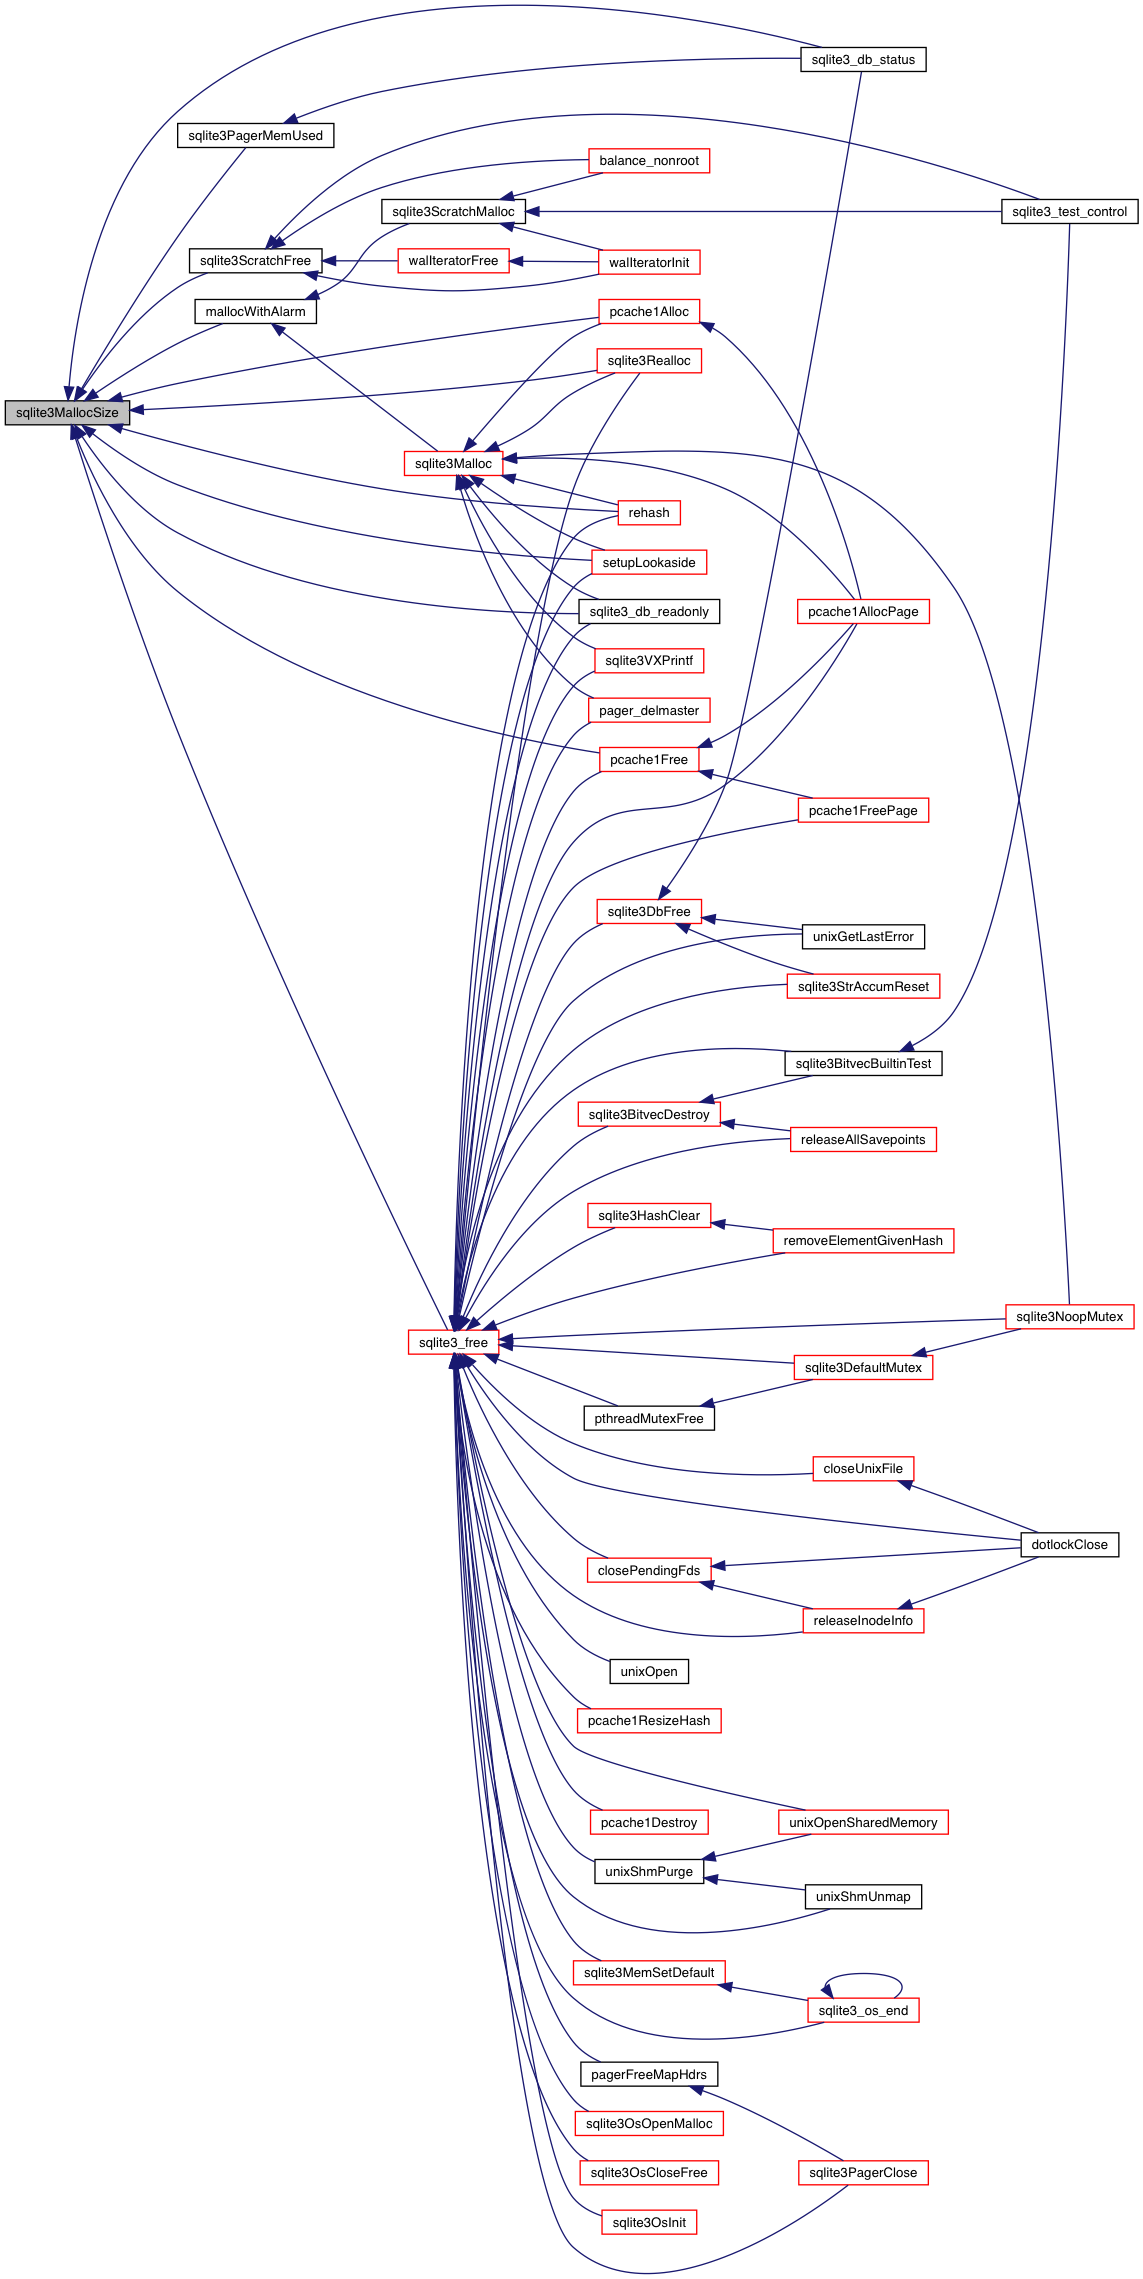 sqlite3_db_status
sqlite3PagerMemUsed
balance_nonroot
sqlite3ScratchMalloc
sqlite3_test_control
sqlite3ScratchFree
walIteratorFree
walIteratorInit
mallocWithAlarm
pcache1Alloc
sqlite3Realloc
sqlite3MallocSize
sqlite3Malloc
rehash
setupLookaside
sqlite3_db_readonly
pcache1AllocPage
sqlite3VXPrintf
pager_delmaster
pcache1Free
pcache1FreePage
sqlite3DbFree
unixGetLastError
sqlite3StrAccumReset
sqlite3BitvecBuiltinTest
sqlite3BitvecDestroy
releaseAllSavepoints
sqlite3HashClear
removeElementGivenHash
sqlite3NoopMutex
sqlite3_free
sqlite3DefaultMutex
pthreadMutexFree
closeUnixFile
dotlockClose
closePendingFds
releaseInodeInfo
unixOpen
pcache1ResizeHash
pcache1Destroy
unixOpenSharedMemory
unixShmPurge
unixShmUnmap
sqlite3MemSetDefault
sqlite3_os_end
pagerFreeMapHdrs
sqlite3OsOpenMalloc
sqlite3OsCloseFree
sqlite3PagerClose
sqlite3OsInit